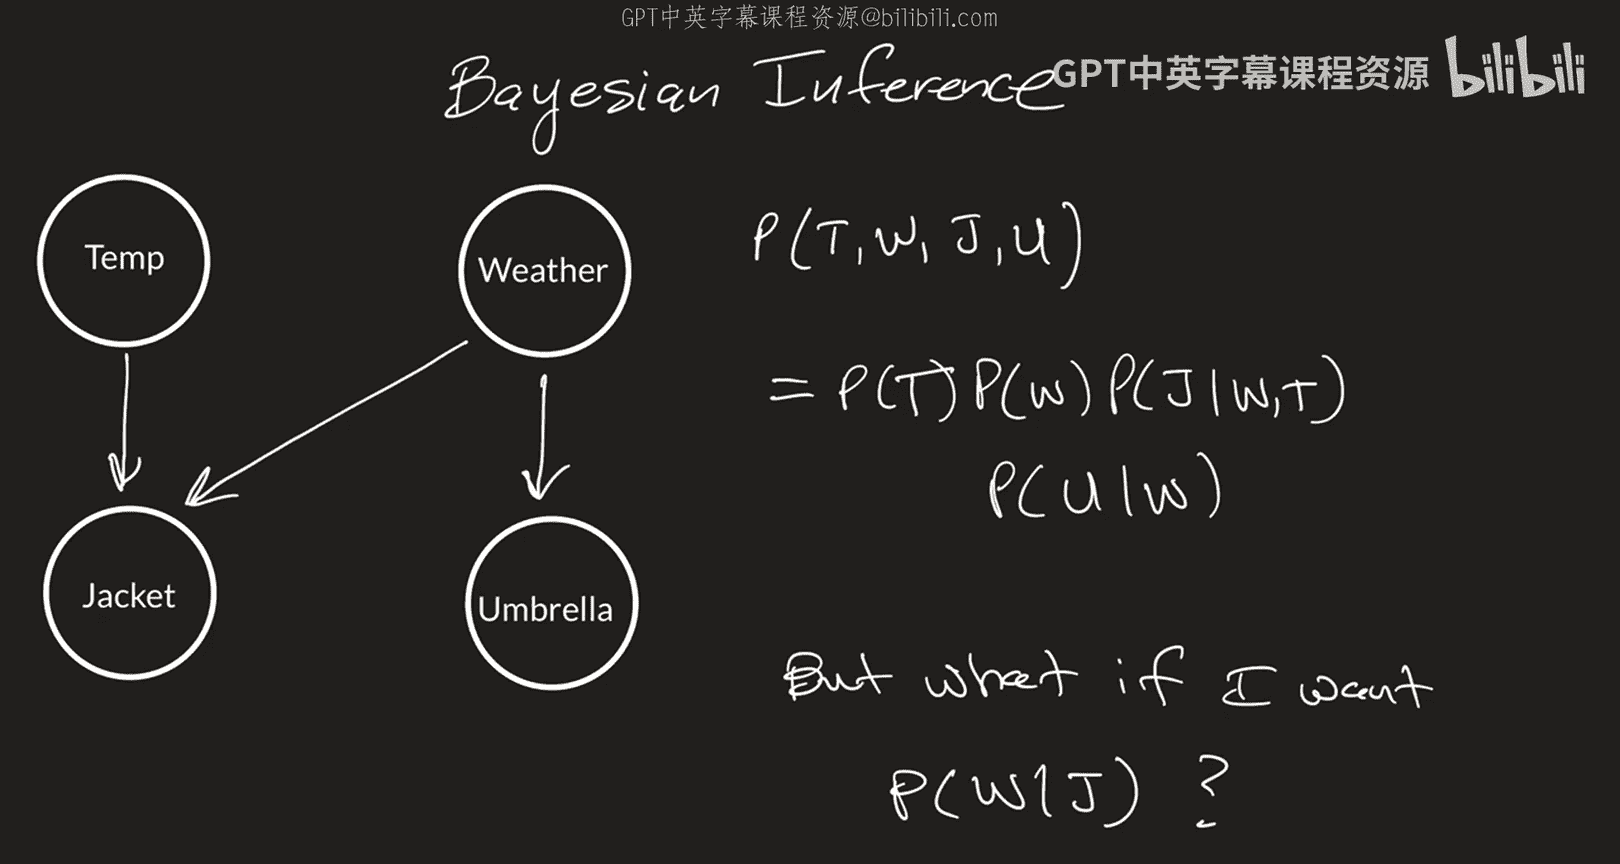 GPT中英字幕课程资源@bilibili.com
GPT中英字幕课程资源 bilibili
Bayesian Inference
Temp
Weather
P(T, W, J, U)
= P(T) P(W) P(J|W,T)
P(U|W)
Jacket
Umbrella
But what if I want
P(W|J) ?